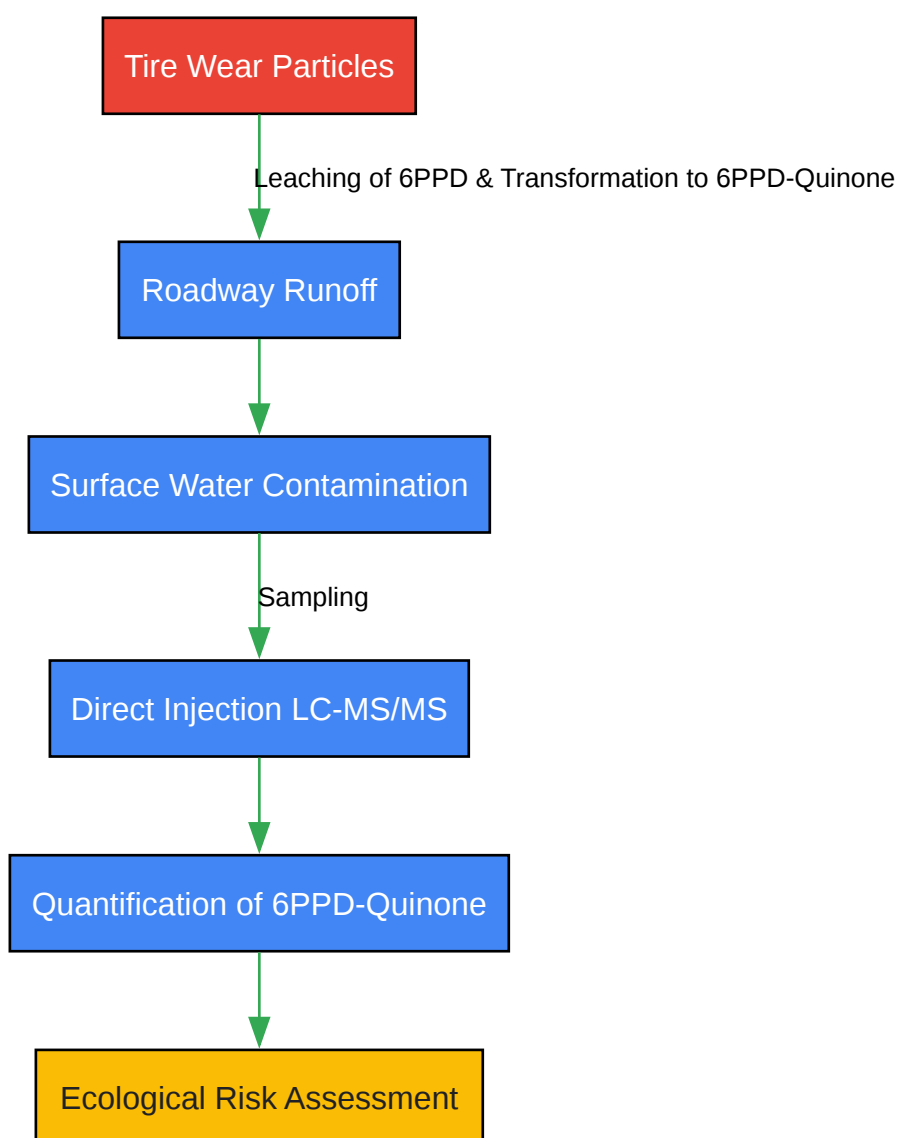 Tire Wear Particles
Leaching of 6PPD & Transformation to 6PPD-Quinone
Roadway Runoff
Surface Water Contamination
Sampling
Direct Injection LC-MS/MS
Quantification of 6PPD-Quinone
Ecological Risk Assessment